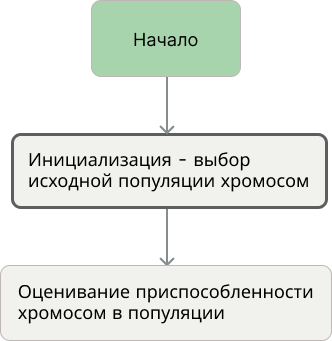 Начало
Инициализация - выбор
исходной популяции хромосом
Оценивание приспособленности
хромосом в популяции